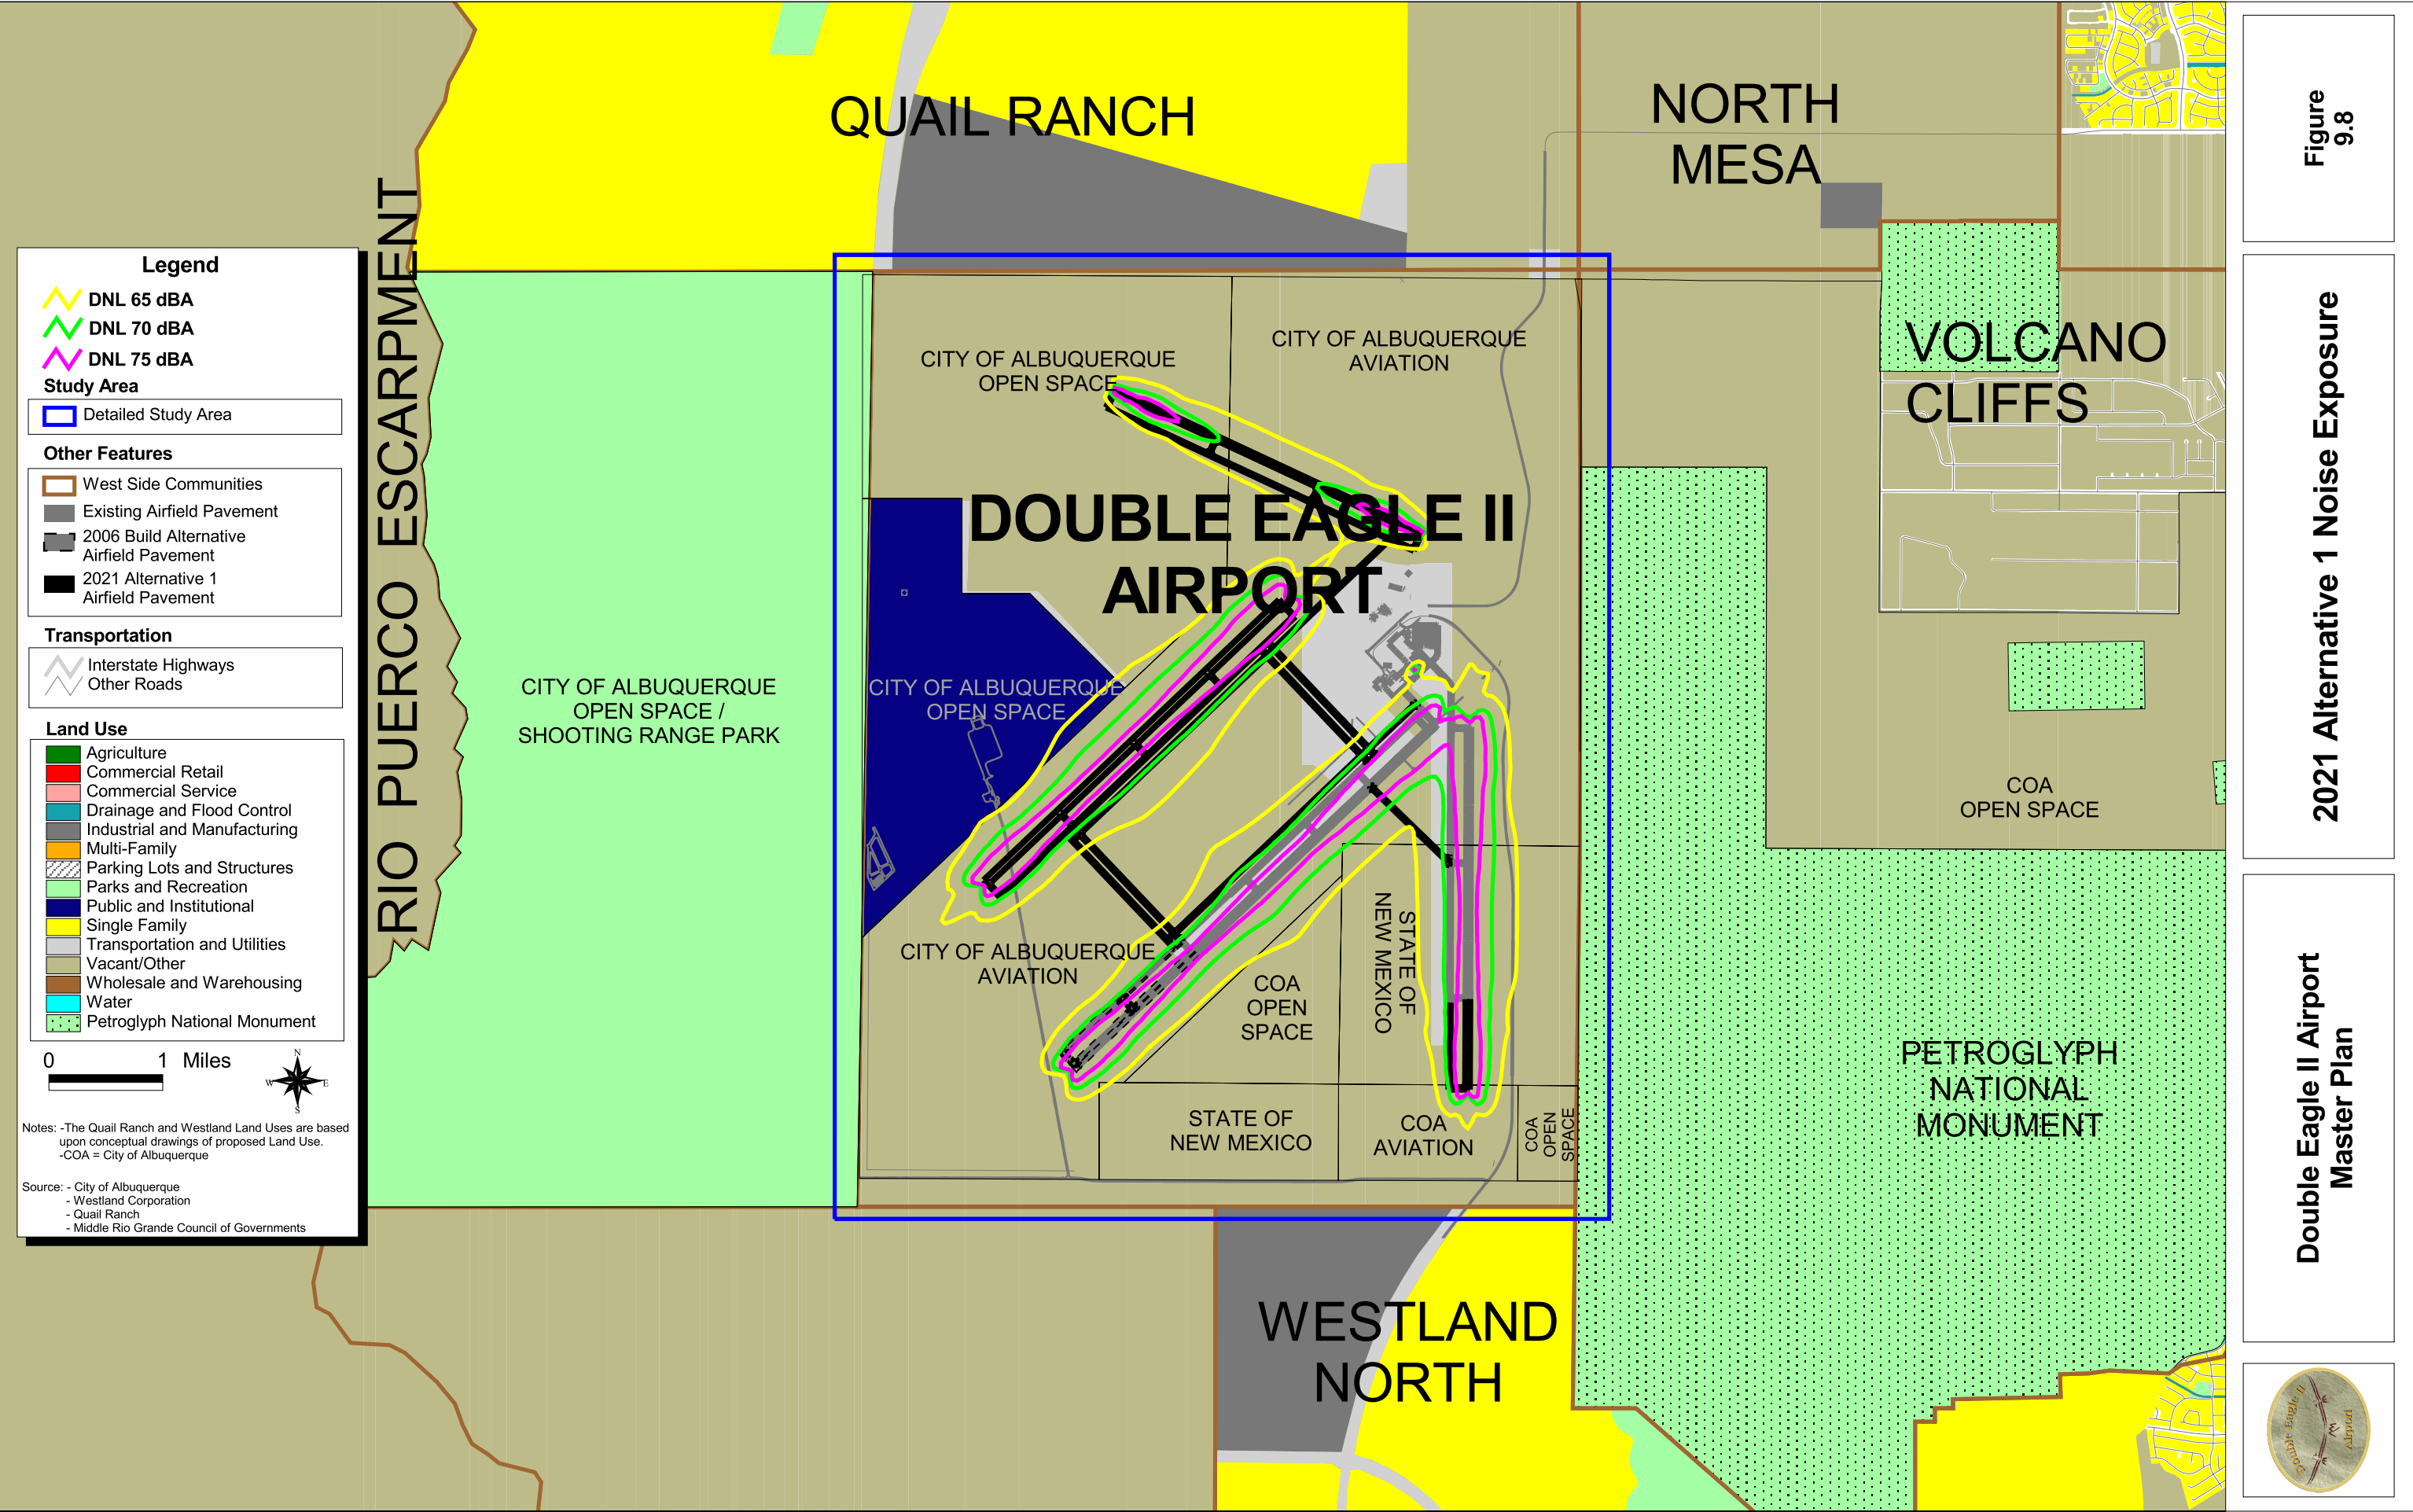 QUAIL RANCH
NORTH
MESA
VOLCANO
CLIFFS
RIO PUERCO ESCARPMENT
Legend
DNL 65 dBA
DNL 70 dBA
DNL 75 dBA
Study Area
Detailed Study Area
Other Features
West Side Communities
Existing Airfield Pavement
2006 Build Alternative
Airfield Pavement
2021 Alternative 1
Airfield Pavement
Transportation
Interstate Highways
Other Roads
Land Use
Agriculture
Commercial Retail
Commercial Service
Drainage and Flood Control
Industrial and Manufacturing
Multi-Family
Parking Lots and Structures
Parks and Recreation
Public and Institutional
Single Family
Transportation and Utilities
Vacant/Other
Wholesale and Warehousing
Water
Petroglyph National Monument
0 1 Miles
N
W E
S
Notes: -The Quail Ranch and Westland Land Uses are based
upon conceptual drawings of proposed Land Use.
-COA = City of Albuquerque
Source: - City of Albuquerque
- Westland Corporation
- Quail Ranch
- Middle Rio Grande Council of Governments
CITY OF ALBUQUERQUE
OPEN SPACE
CITY OF ALBUQUERQUE
AVIATION
DOUBLE EAGLE II
AIRPORT
CITY OF ALBUQUERQUE
OPEN SPACE /
SHOOTING RANGE PARK
CITY OF ALBUQUERQUE
OPEN SPACE
CITY OF ALBUQUERQUE
AVIATION
COA
OPEN
SPACE
STATE OF
NEW MEXICO
STATE OF
NEW MEXICO
COA
AVIATION
COA
OPEN
SPACE
COA
OPEN SPACE
PETROGLYPH
NATIONAL
MONUMENT
WESTLAND
NORTH
Figure
9.8
2021 Alternative 1 Noise Exposure
Double Eagle II Airport
Master Plan
Double Eagle II
Airport